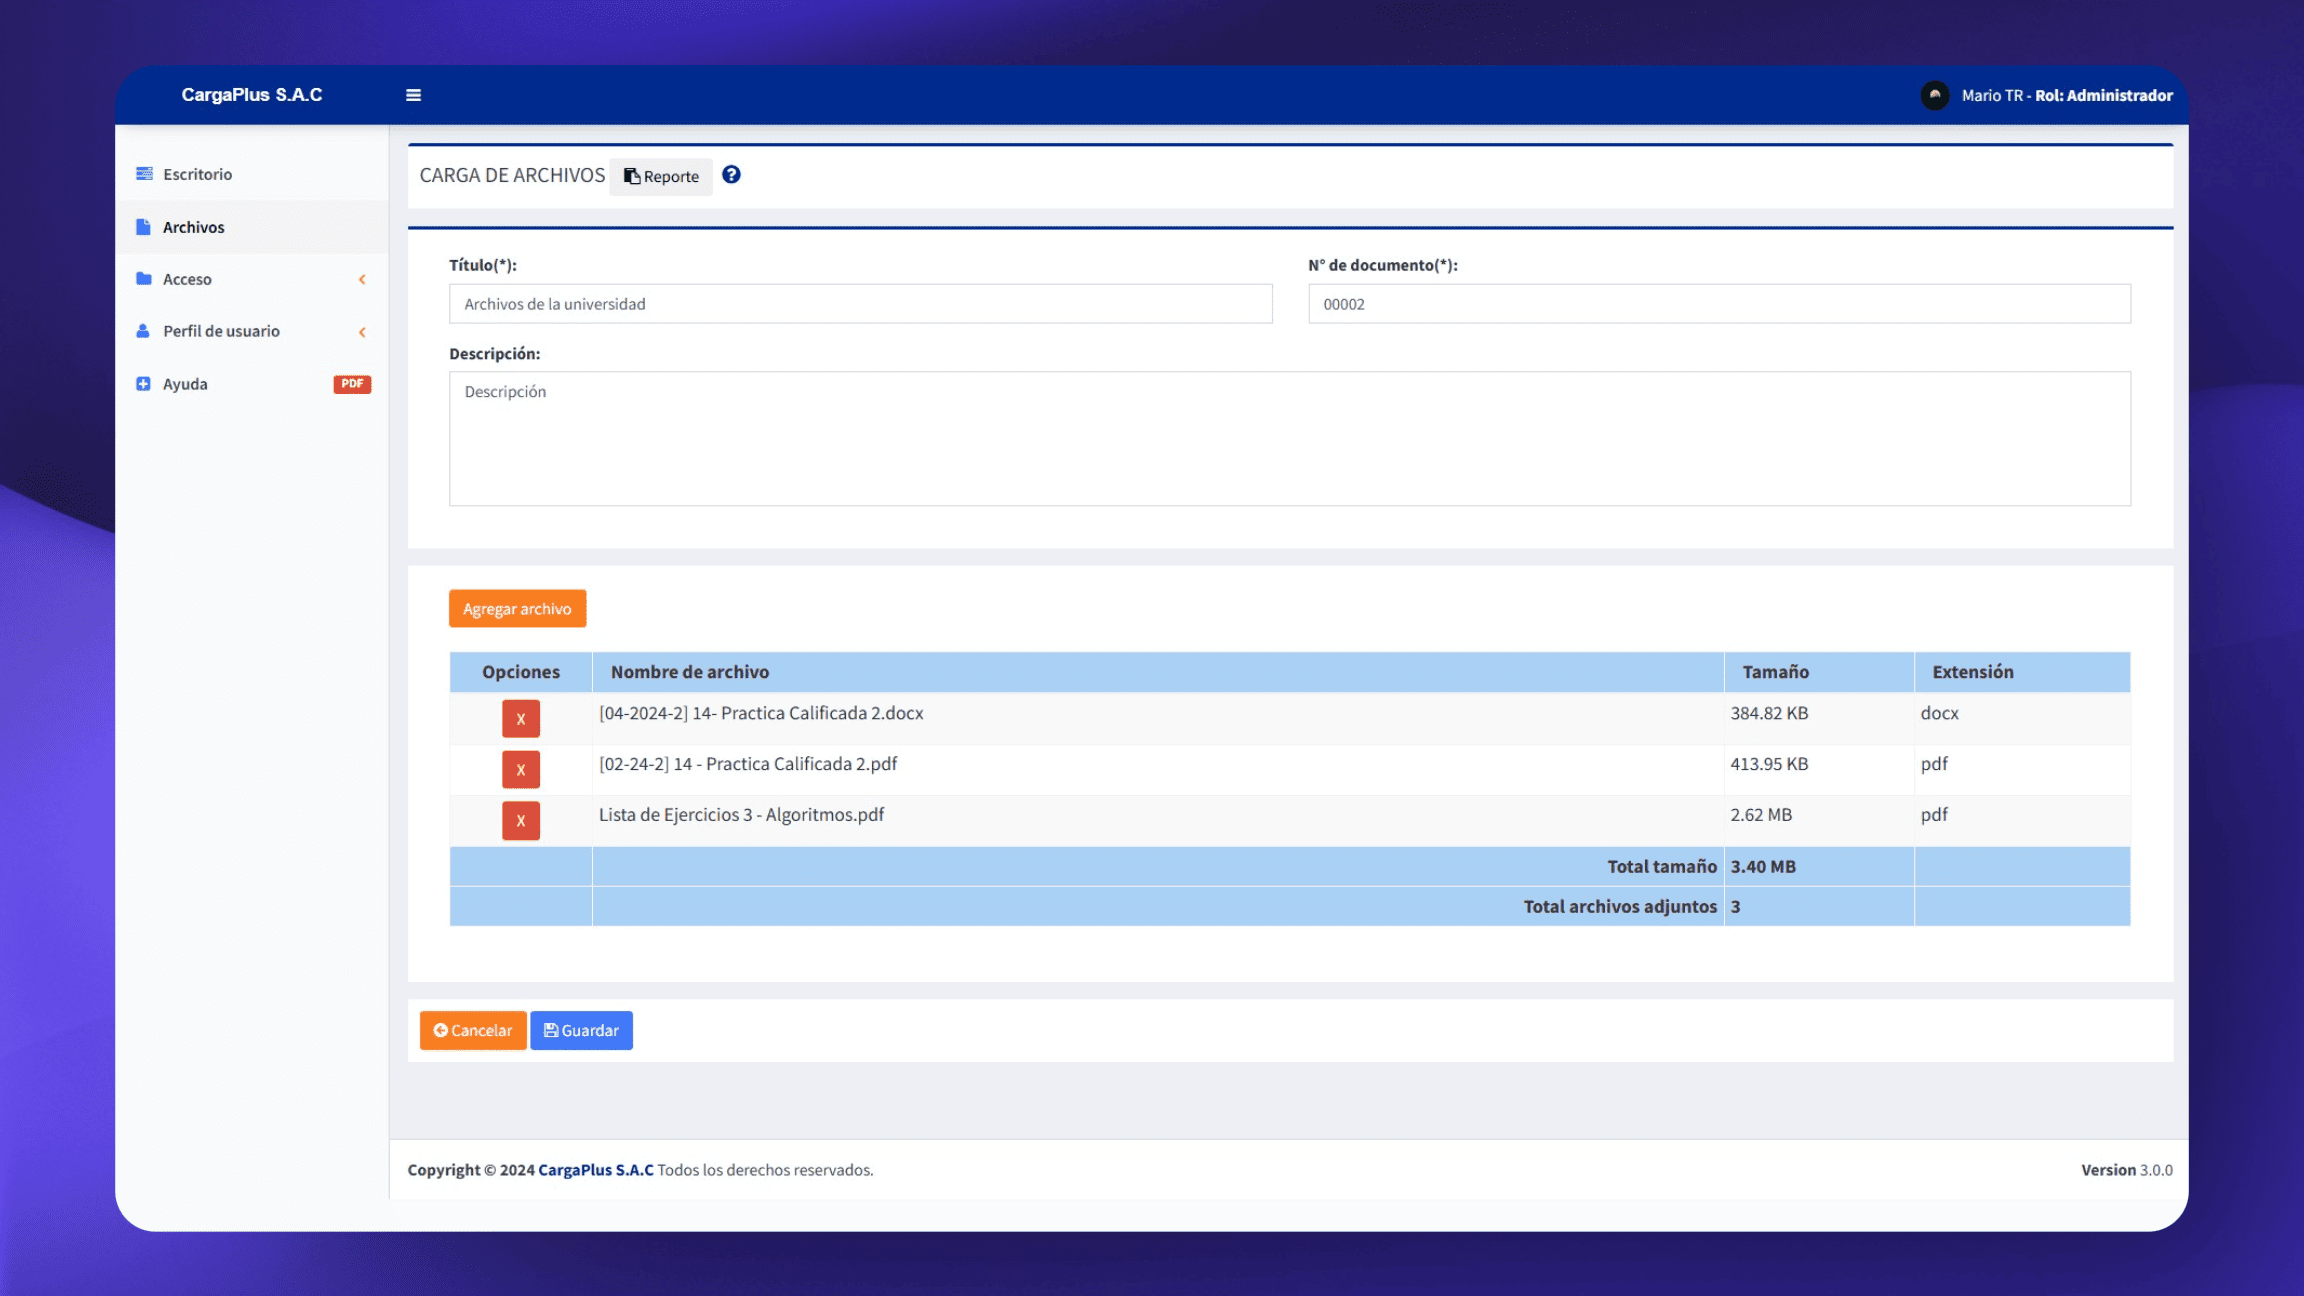 CargaPlus S.A.C
Mario TR - Rol: Administrador
Escritorio
Archivos
Acceso
Perfil de usuario
Ayuda PDF
CARGA DE ARCHIVOS Reporte
Título(*): N° de documento(*):
Archivos de la universidad 00002
Descripción:
Descripción
Agregar archivo
Opciones Nombre de archivo Tamaño Extensión
X [04-2024-2] 14- Practica Calificada 2.docx 384.82 KB docx
X [02-24-2] 14 - Practica Calificada 2.pdf 413.95 KB pdf
X Lista de Ejercicios 3 - Algoritmos.pdf 2.62 MB pdf
Total tamaño 3.40 MB
Total archivos adjuntos 3
Cancelar Guardar
Copyright © 2024 CargaPlus S.A.C Todos los derechos reservados. Version 3.0.0